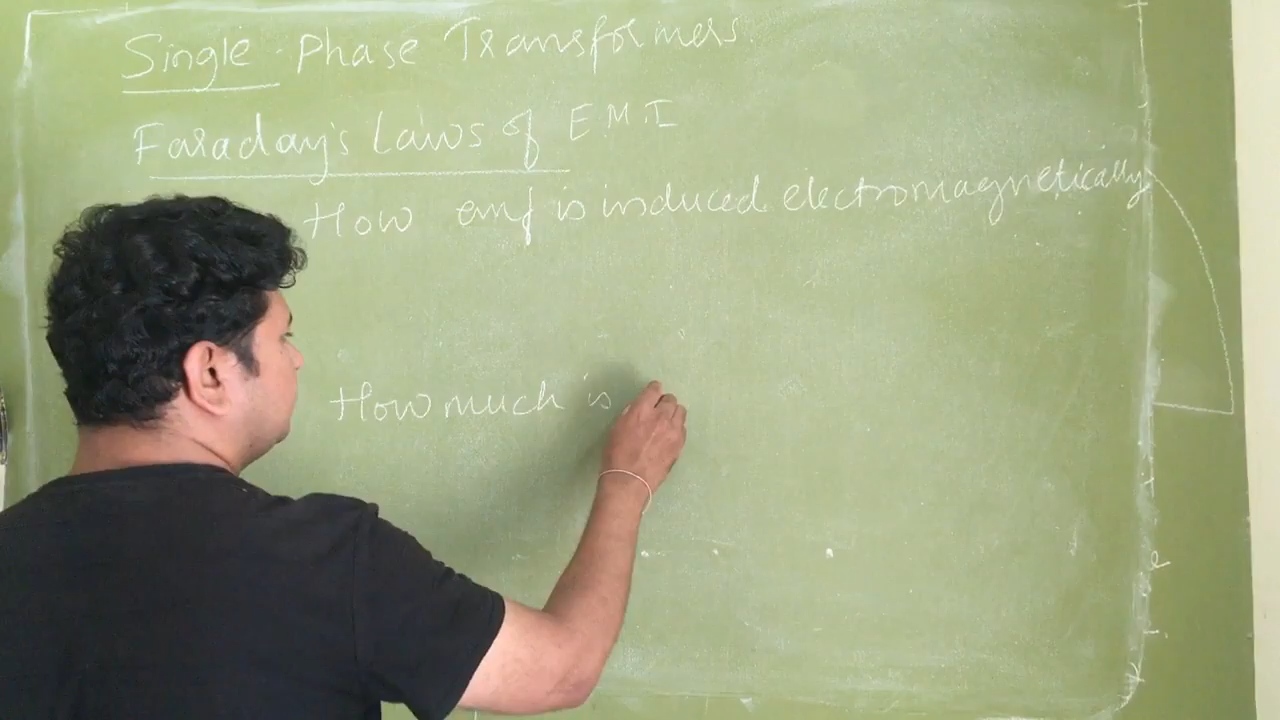 Single Phase Transformers.
Faraday's Laws of E.M.I
How emf is induced electromagnetically
How much is